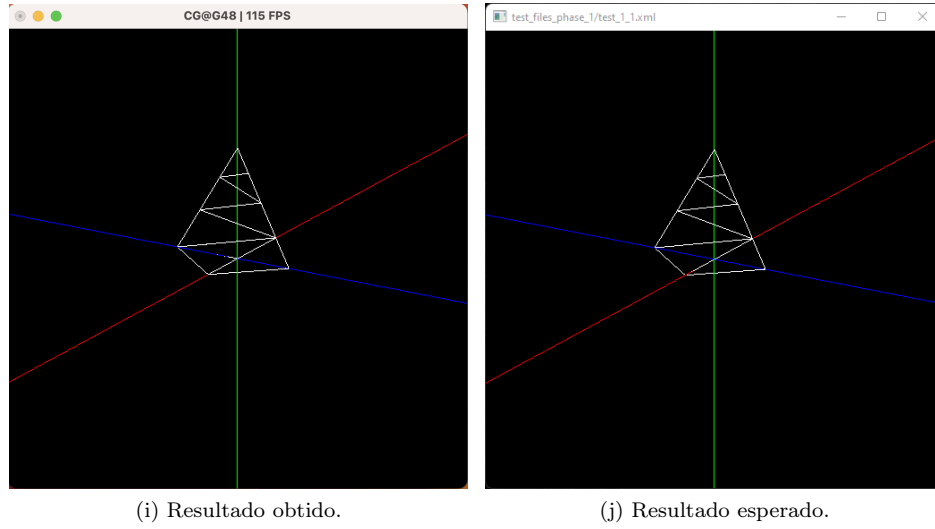 CG@G48 | 115 FPS
test_files_phase_1/test_1_1.xml
(i) Resultado obtido.
(j) Resultado esperado.